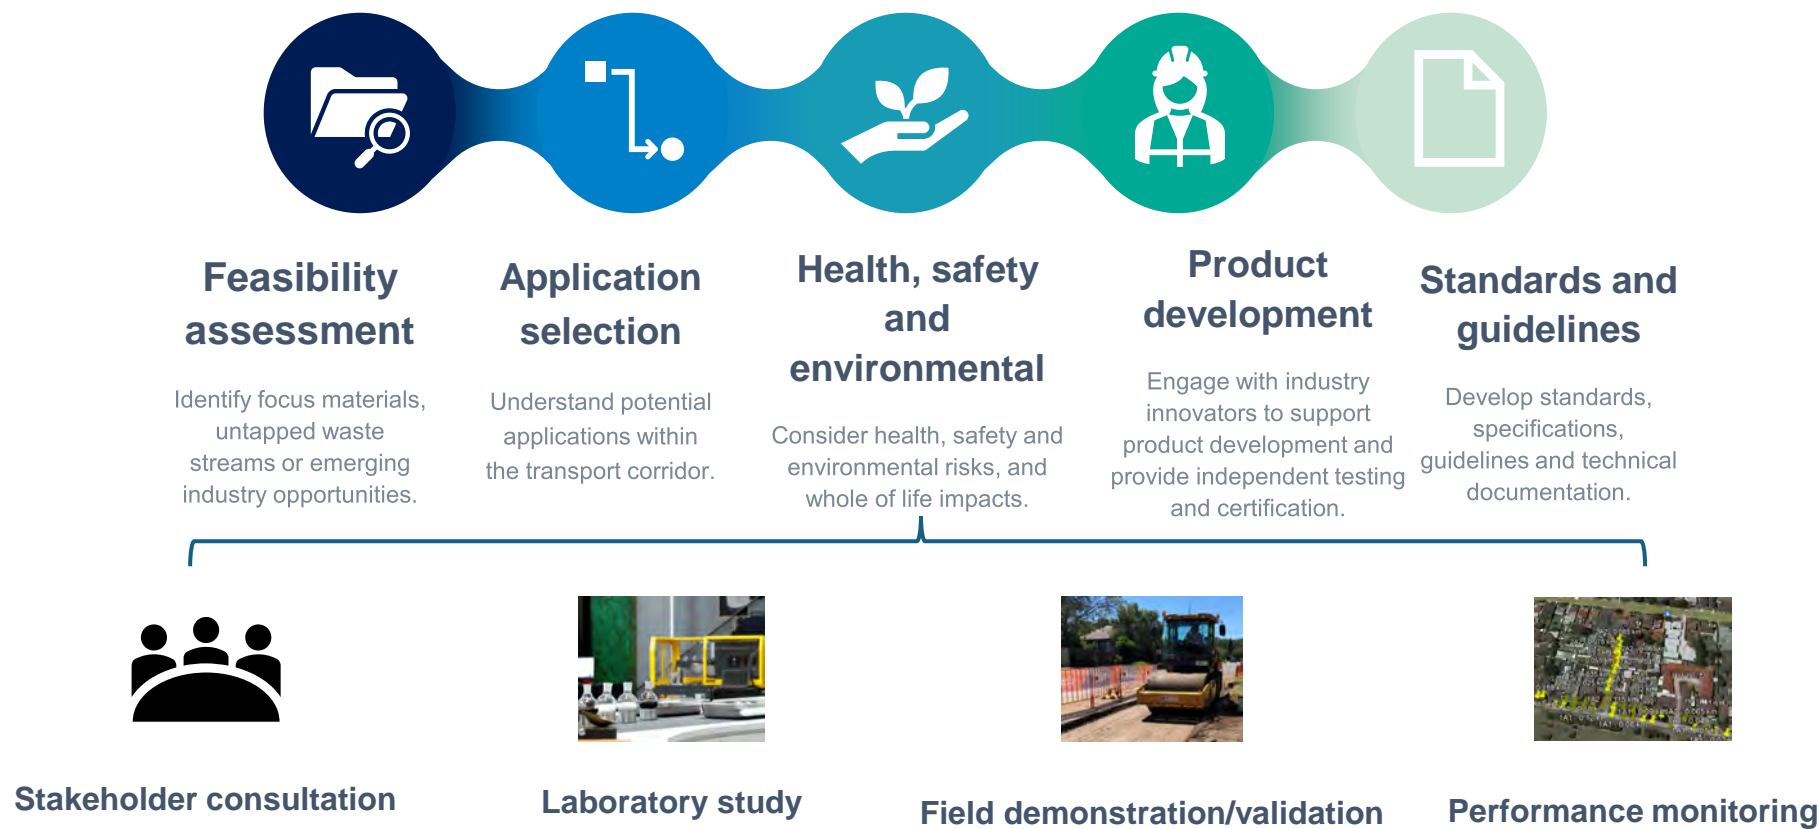 Feasibility
assessment
Identify focus materials,
untapped waste
streams or emerging
industry opportunities.
Application
selection
Understand potential
applications within
the transport corridor.
Health, safety
and
environmental
Consider health, safety and
environmental risks, and
whole of life impacts.
Product
development
Engage with industry
innovators to support
product development and
provide independent testing
and certification.
Standards and
guidelines
Develop standards,
specifications,
guidelines and technical
documentation.
Stakeholder consultation
Laboratory study
Field demonstration/validation
Performance monitoring